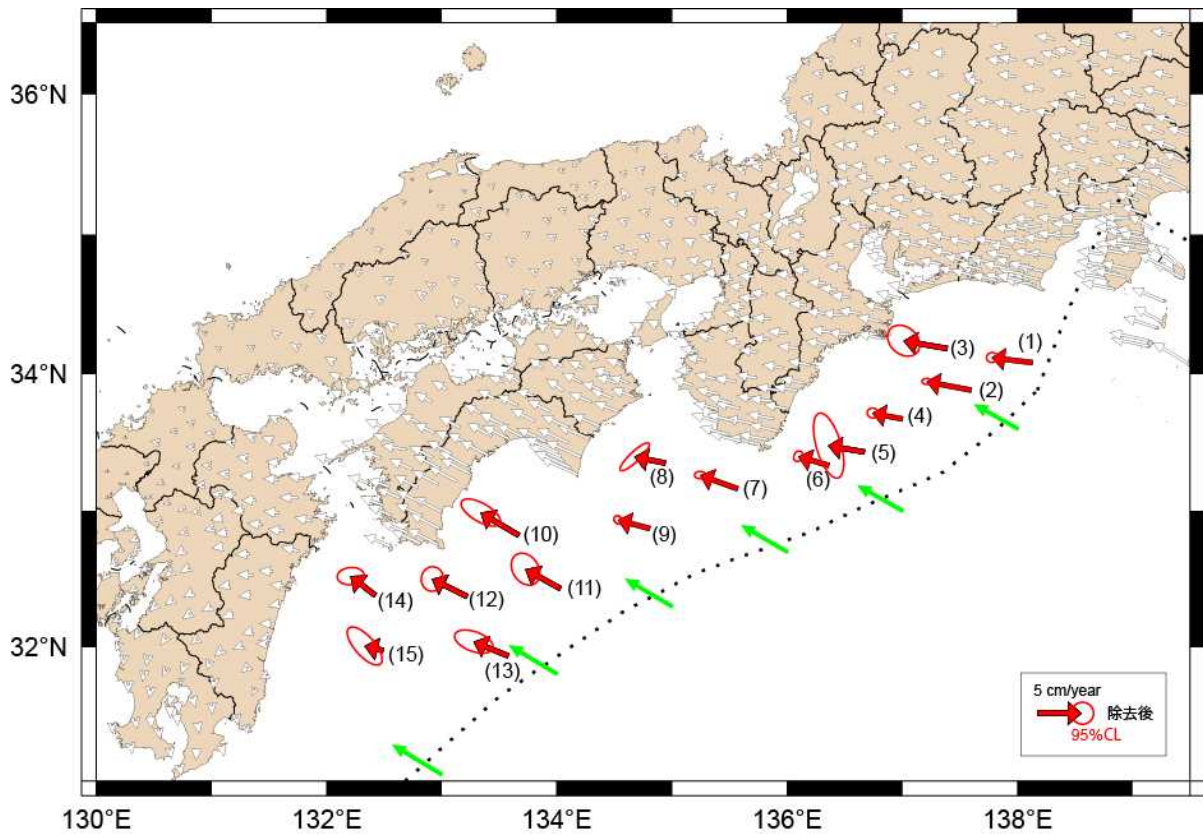 36°N
34°N
32°N
(1)
(3)
(2)
(4)
(5)
(6)
(8)
(7)
(9)
(10)
(11)
(14)
(12)
(15)
(13)
5 cm/year
除去後
95%CL
130°E
132°E
134°E
136°E
138°E